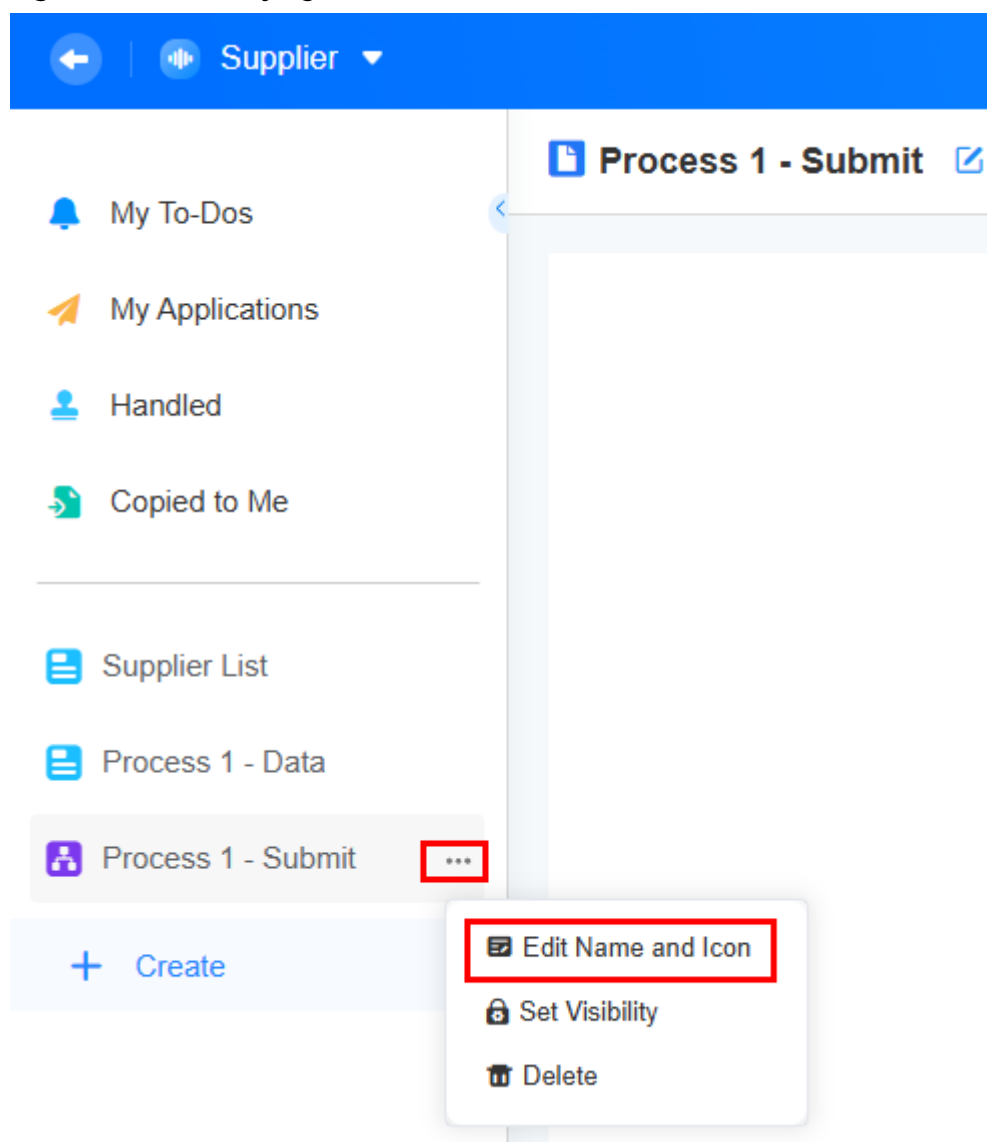 Supplier
Process 1 - Submit
My To-Dos
My Applications
Handled
Copied to Me
Supplier List
Process 1 - Data
Process 1 - Submit
Create
Edit Name and Icon
Set Visibility
Delete